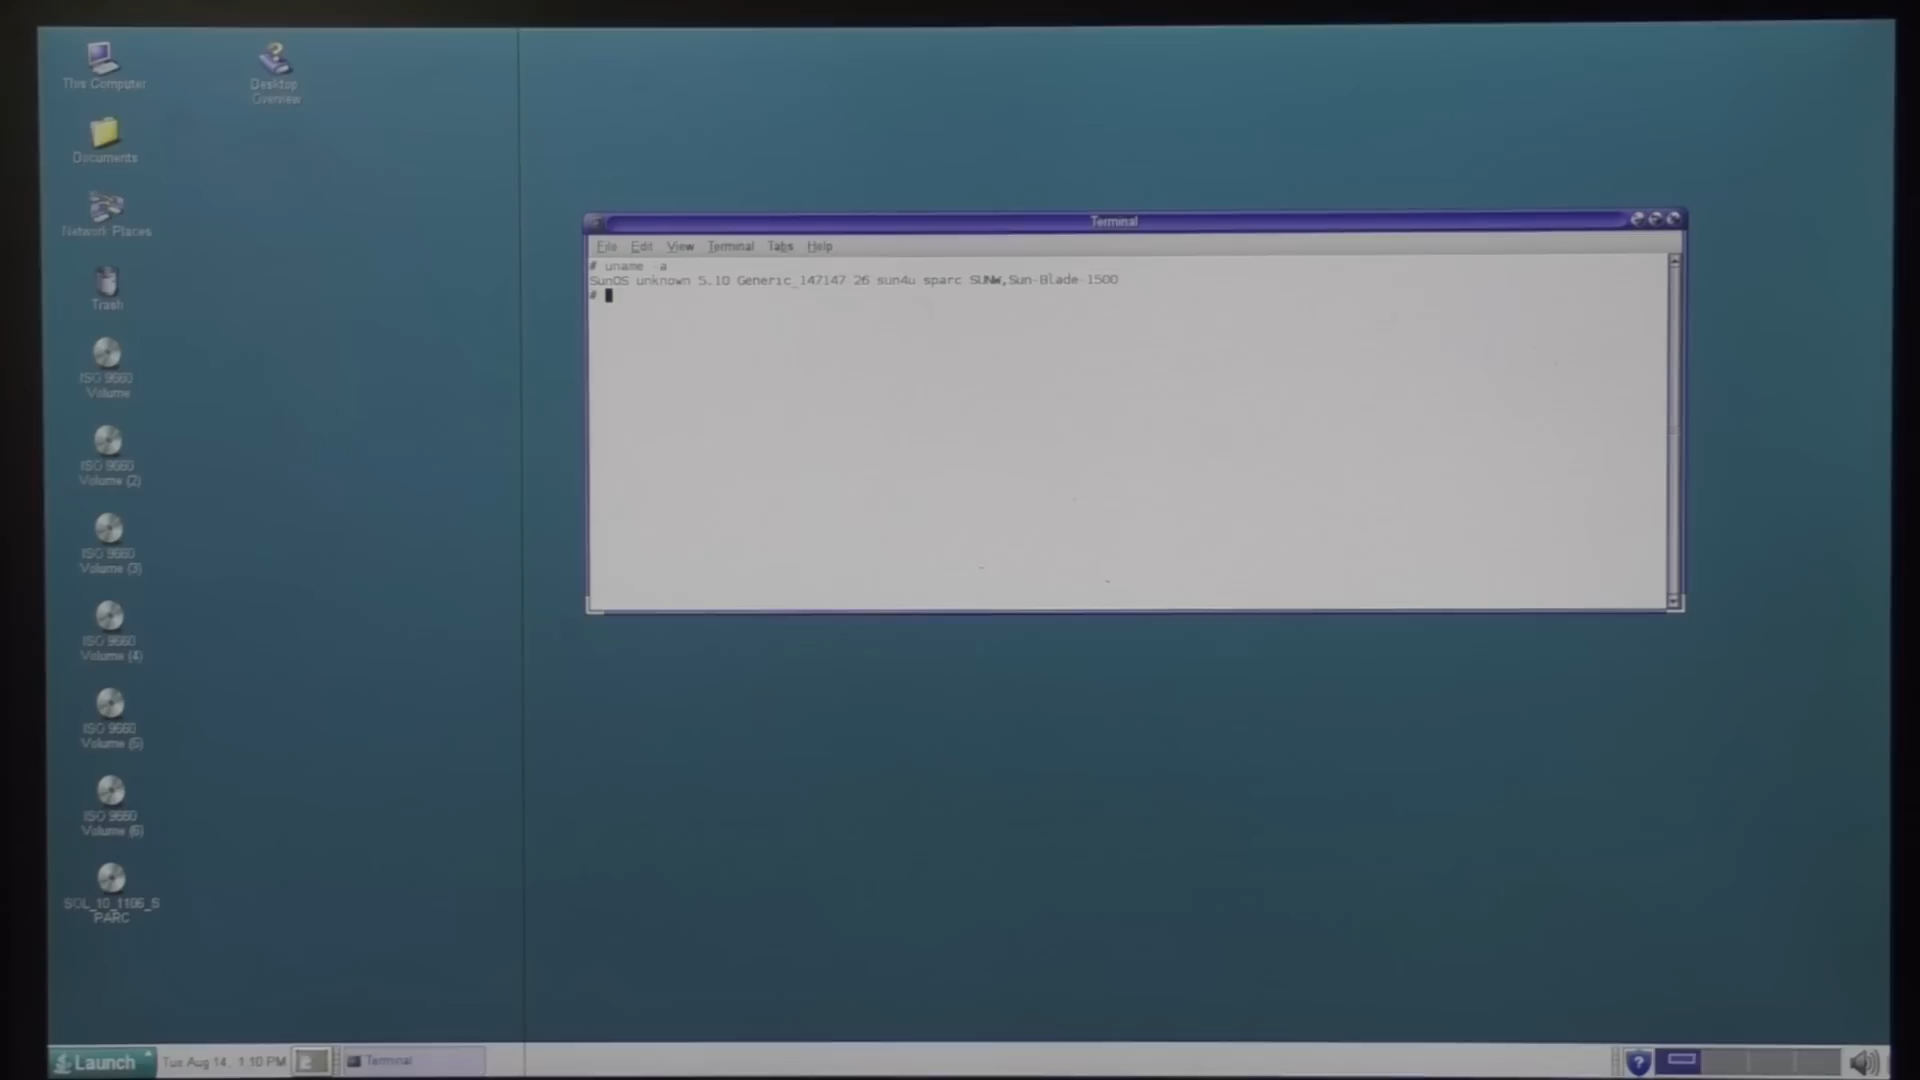 This Computer
Desktop
Overview
Documents
Network Places
Trash
ISO 9660
Volume
ISO 9660
Volume (2)
ISO 9660
Volume (3)
ISO 9660
Volume (4)
ISO 9660
Volume (5)
ISO 9660
Volume (6)
SOL_10_1106_S
PARC
Terminal
File Edit View Terminal Tabs Help
# uname -a
SunOS unknown 5.10 Generic_147147-26 sun4u sparc SUNW,Sun-Blade-1500
#
Launch
Tue Aug 14, 1:10 PM
Terminal